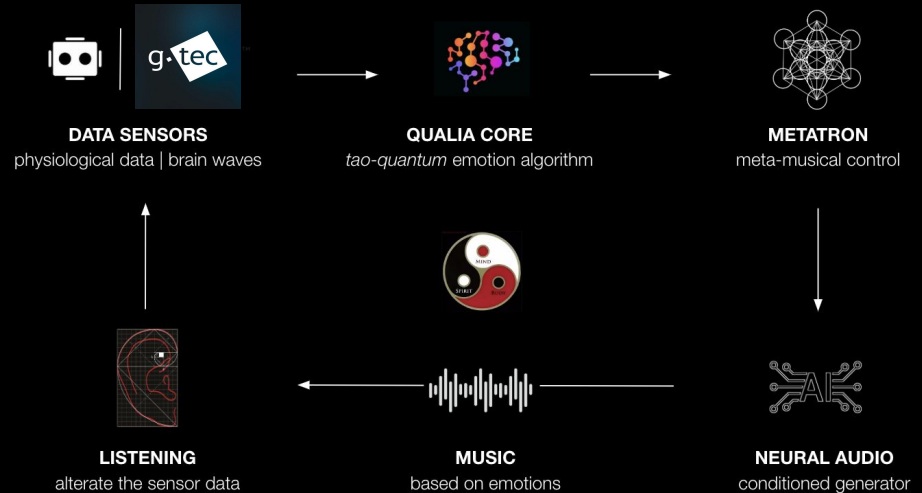 g.tec
DATA SENSORS
physiological data | brain waves
QUALIA CORE
tao-quantum emotion algorithm
METATRON
meta-musical control
MIND
SPIRIT
BODY
AI
LISTENING
alterate the sensor data
MUSIC
based on emotions
NEURAL AUDIO
conditioned generator